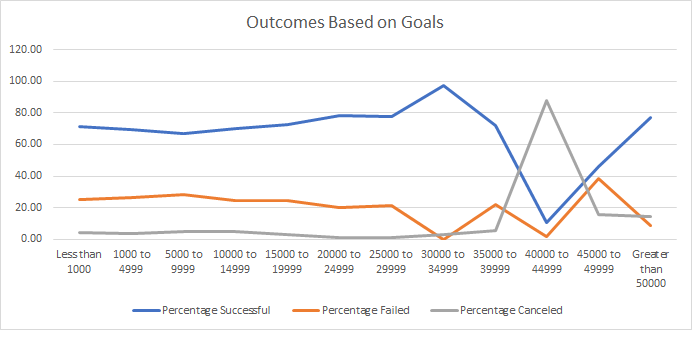 Outcomes Based on Goals
120.00
100.00
80.00
60.00
40.00
20.00
0.00
Less than 1000 to 5000 to 10000 to 15000 to 20000 to 25000 to 30000 to 35000 to 40000 to 45000 to Greater
1000 4999 9999 14999 19999 24999 29999 34999 39999 44999 49999 than
50000
Percentage Successful Percentage Failed Percentage Canceled